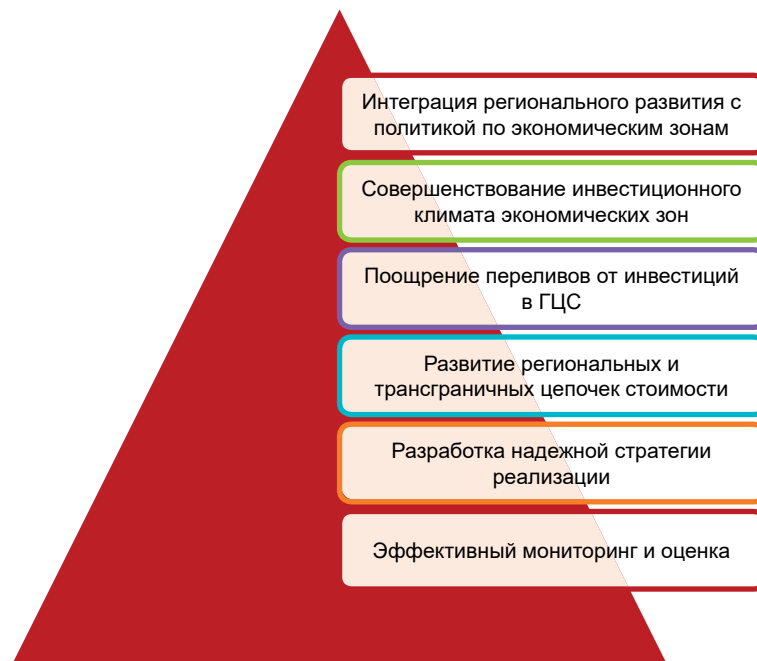 Интеграция регионального развития с
политикой по экономическим зонам
Совершенствование инвестиционного
климата экономических зон
Поощрение переливов от инвестиций
в ГЦС
Развитие региональных и
трансграничных цепочек стоимости
Разработка надежной стратегии
реализации
Эффективный мониторинг и оценка